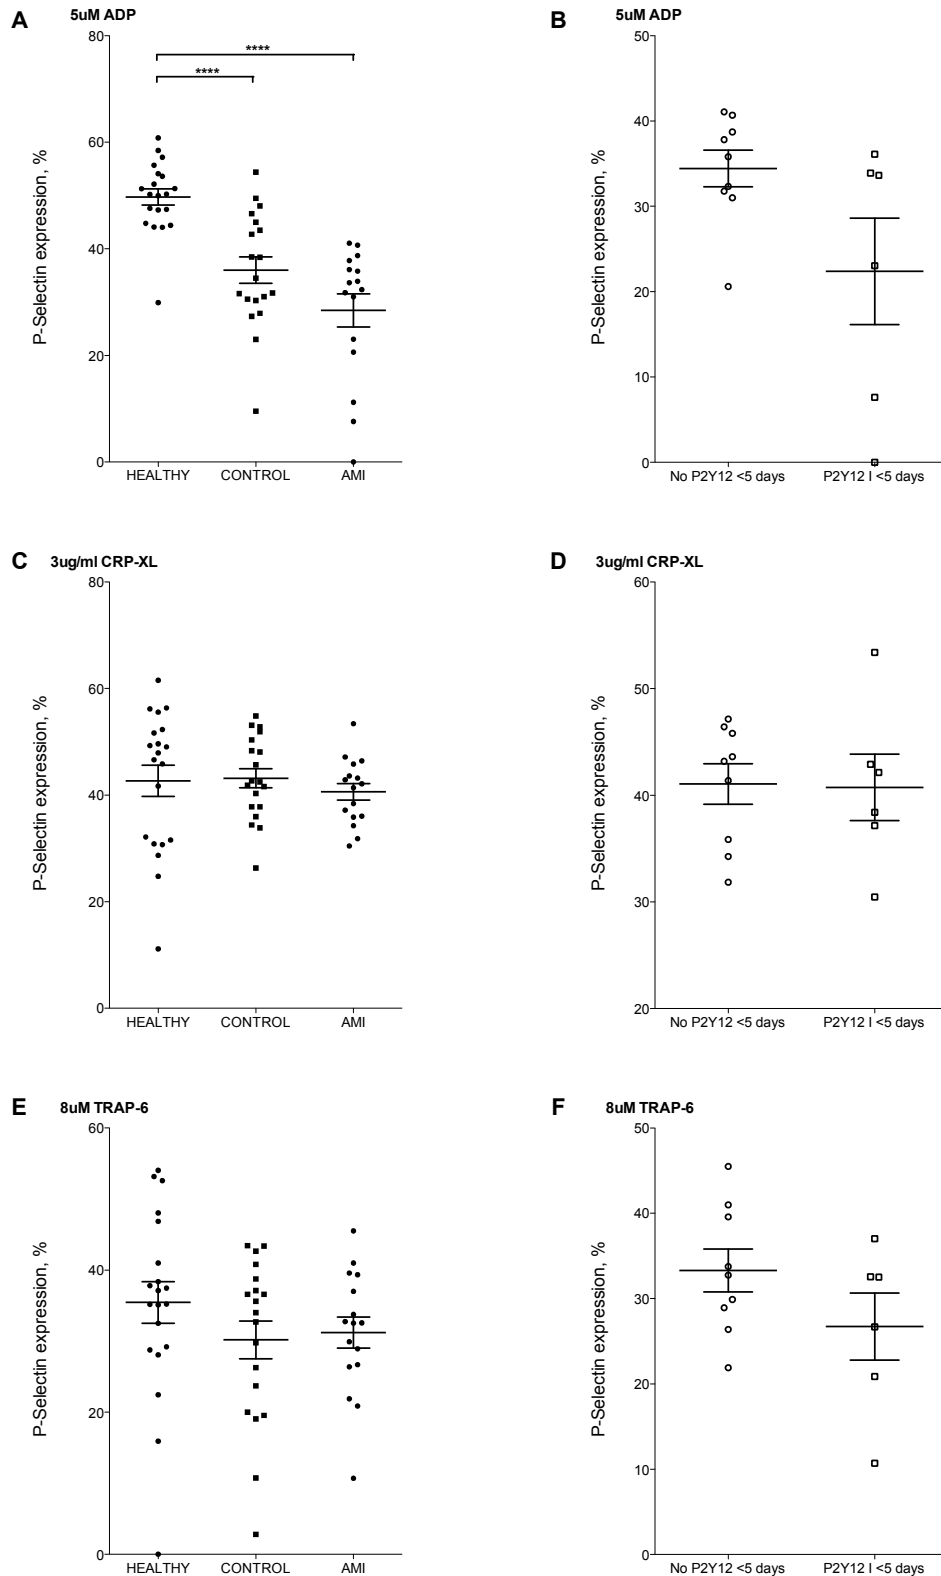 A 5uM ADP
P-Selectin expression, %
80
60
40
20
0
****
****
HEALTHY CONTROL AMI
B 5uM ADP
P-Selectin expression, %
50
40
30
20
10
0
No P2Y12 <5 days P2Y12 I <5 days
C 3ug/ml CRP-XL
P-Selectin expression, %
80
60
40
20
0
HEALTHY CONTROL AMI
D 3ug/ml CRP-XL
P-Selectin expression, %
60
50
40
30
20
No P2Y12 <5 days P2Y12 I <5 days
E 8uM TRAP-6
P-Selectin expression, %
60
40
20
0
HEALTHY CONTROL AMI
F 8uM TRAP-6
P-Selectin expression, %
50
40
30
20
10
0
No P2Y12 <5 days P2Y12 I <5 days